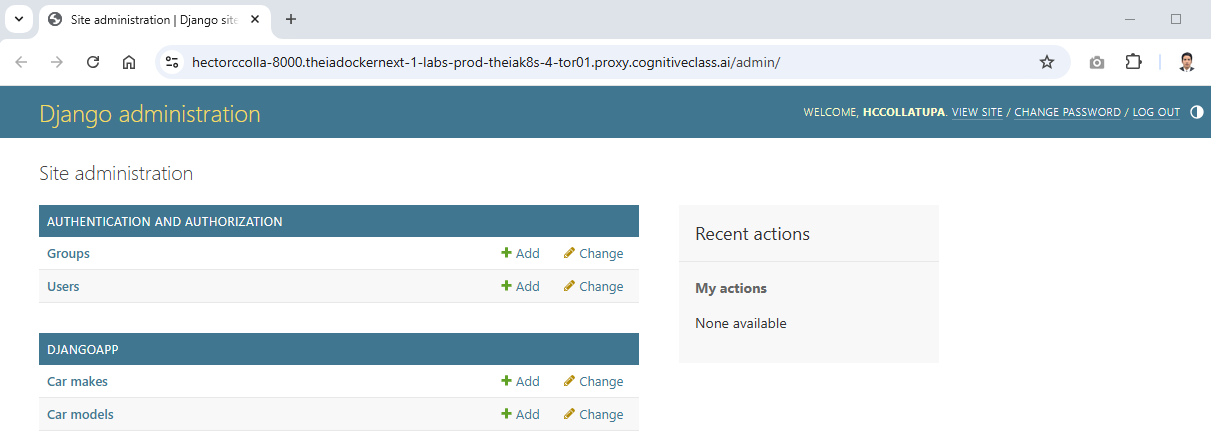 Site administration | Django site
hectorccolla-8000.theiadockernext-1-labs-prod-theiak8s-4-tor01.proxy.cognitiveclass.ai/admin/
Django administration
WELCOME, HCCOLLATUPA. VIEW SITE / CHANGE PASSWORD / LOG OUT
Site administration
AUTHENTICATION AND AUTHORIZATION
Groups Add Change
Users Add Change
DJANGOAPP
Car makes Add Change
Car models Add Change
Recent actions
My actions
None available